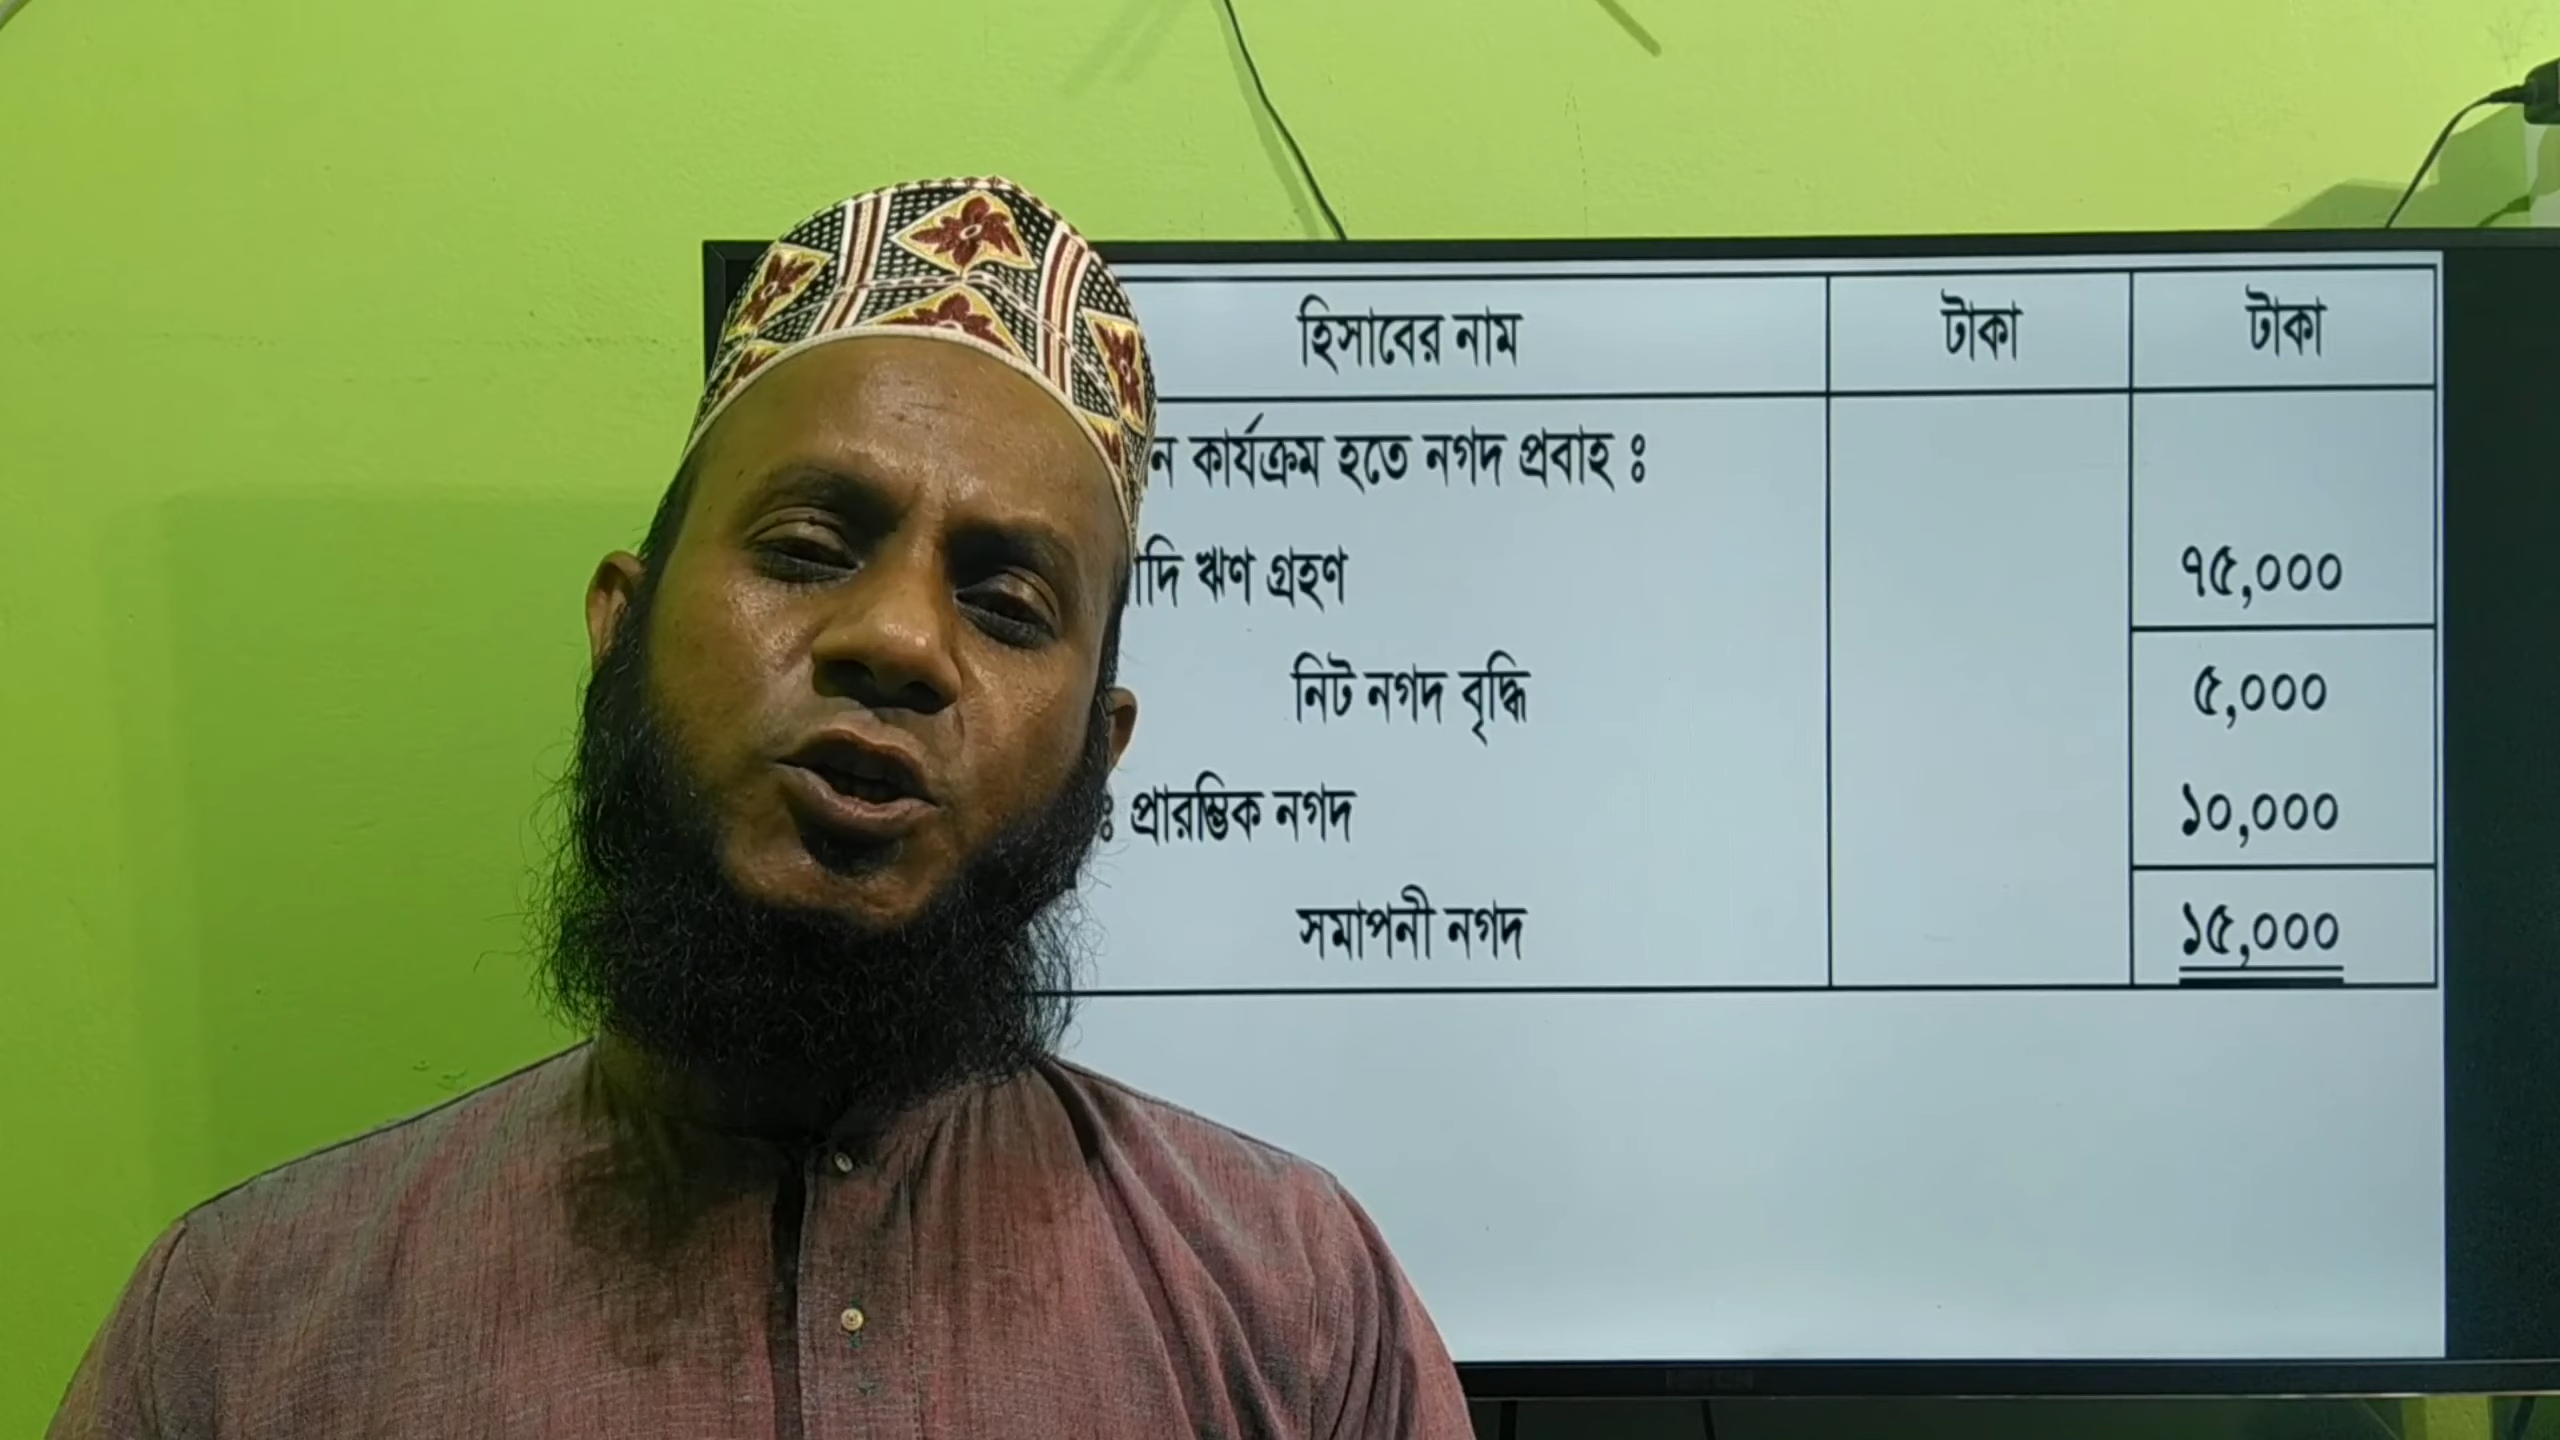 হিসাবের নাম টাকা টাকা
কার্যক্রম হতে নগদ প্রবাহ ঃ
ঋণ গ্রহণ ৭৫,০০০
নিট নগদ বৃদ্ধি ৫,০০০
ঃ প্রারম্ভিক নগদ ১০,০০০
সমাপনী নগদ ১৫,০০০